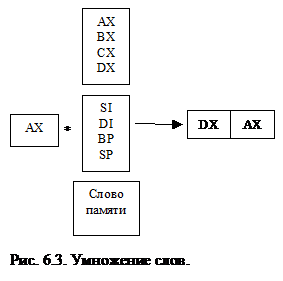 AX
BX
CX
DX
AX * SI
DI
BP
SP
DX AX
Слово
памяти
Рис. 6.3. Умножение слов.